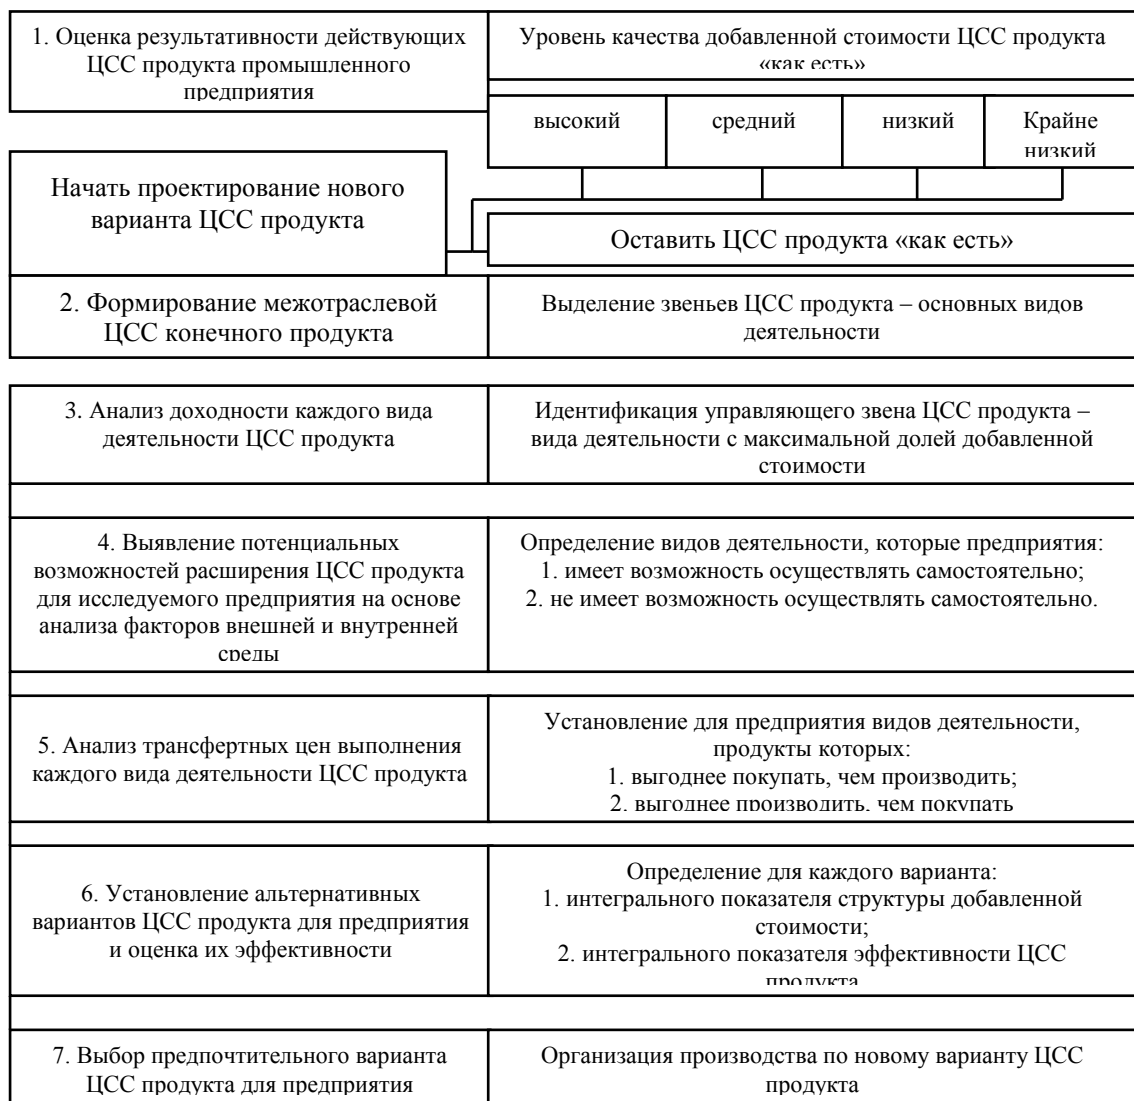 1. Оценка результативности действующих
ЦСС продукта промышленного
предприятия
Уровень качества добавленной стоимости ЦСС продукта
«как есть»
высокий
средний
низкий
Крайне
низкий
Начать проектирование нового
варианта ЦСС продукта
Оставить ЦСС продукта «как есть»
2. Формирование межотраслевой
ЦСС конечного продукта
Выделение звеньев ЦСС продукта – основных видов
деятельности
3. Анализ доходности каждого вида
деятельности ЦСС продукта
Идентификация управляющего звена ЦСС продукта –
вида деятельности с максимальной долей добавленной
стоимости
4. Выявление потенциальных
возможностей расширения ЦСС продукта
для исследуемого предприятия на основе
анализа факторов внешней и внутренней
среды
Определение видов деятельности, которые предприятия:
1. имеет возможность осуществлять самостоятельно;
2. не имеет возможность осуществлять самостоятельно.
5. Анализ трансфертных цен выполнения
каждого вида деятельности ЦСС продукта
Установление для предприятия видов деятельности,
продукты которых:
1. выгоднее покупать, чем производить;
2. выгоднее производить, чем покупать
6. Установление альтернативных
вариантов ЦСС продукта для предприятия
и оценка их эффективности
Определение для каждого варианта:
1. интегрального показателя структуры добавленной
стоимости;
2. интегрального показателя эффективности ЦСС
продукта
7. Выбор предпочтительного варианта
ЦСС продукта для предприятия
Организация производства по новому варианту ЦСС
продукта